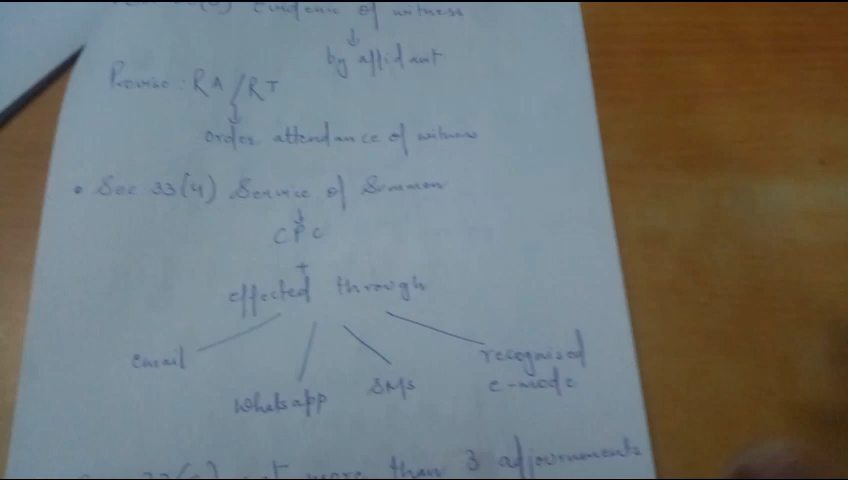 evidence of witness
↓
by affidavit
Proviso : RA / RT
↓
order attendance of witness
• Sec 33(4) Service of Summon
↓
CPC
+
effected through
email
Whatsapp
SMS
recognised
e-mode
not more than 3 adjournments